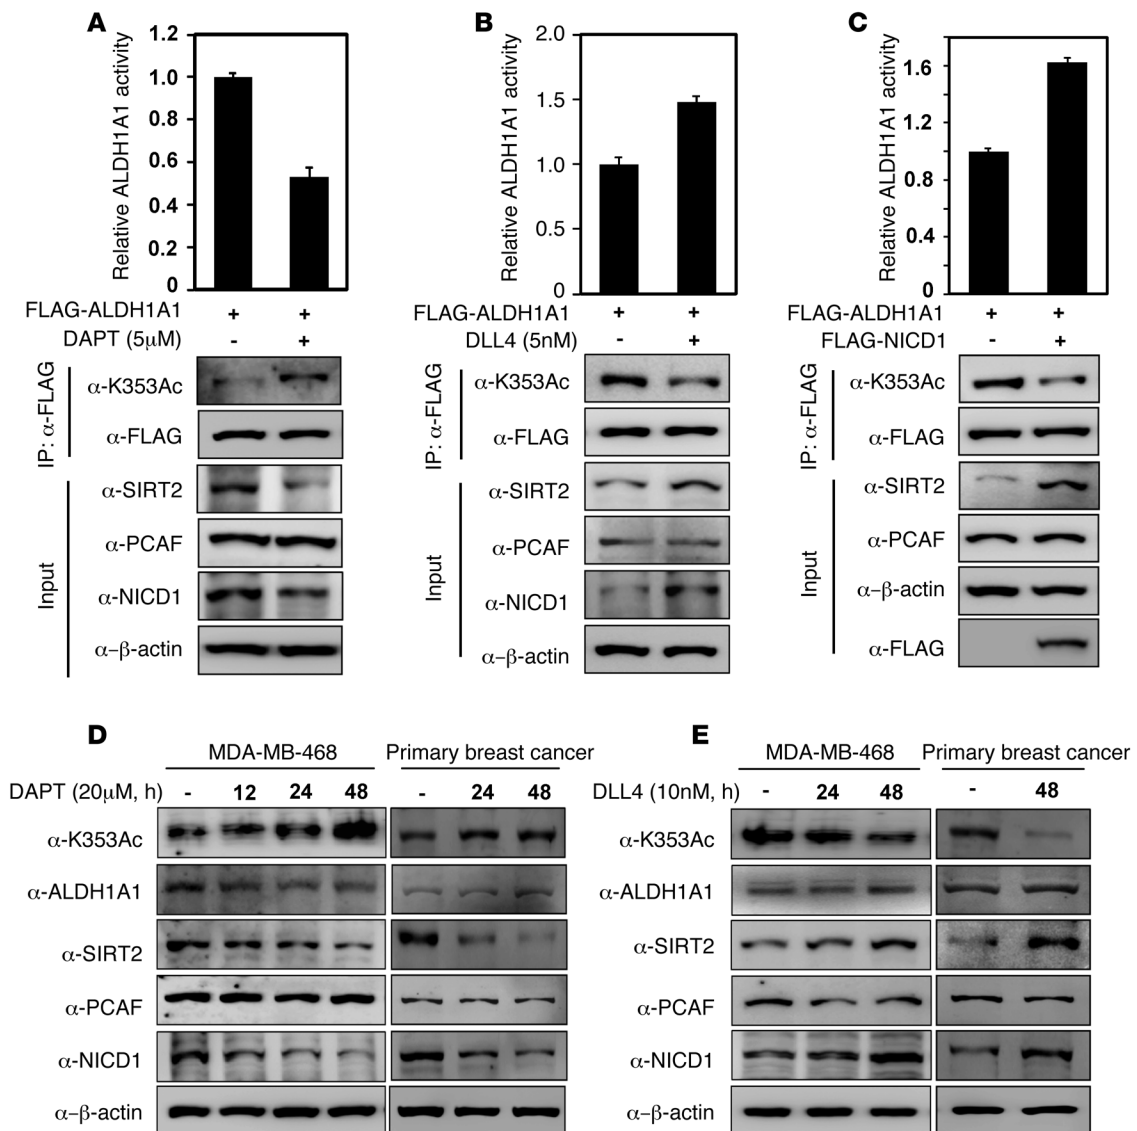 A
Relative ALDH1A1 activity
1.2
1.0
0.8
0.6
0.4
0.2
0
FLAG-ALDH1A1 + +
DAPT (5µM) - +
IP: α-FLAG
α-K353Ac
α-FLAG
Input
α-SIRT2
α-PCAF
α-NICD1
α-β-actin
B
Relative ALDH1A1 activity
2.0
1.5
1.0
0.5
0
FLAG-ALDH1A1 + +
DLL4 (5nM) - +
IP: α-FLAG
α-K353Ac
α-FLAG
Input
α-SIRT2
α-PCAF
α-NICD1
α-β-actin
C
Relative ALDH1A1 activity
1.6
1.2
0.8
0.4
0
FLAG-ALDH1A1 + +
FLAG-NICD1 - +
IP: α-FLAG
α-K353Ac
α-FLAG
Input
α-SIRT2
α-PCAF
α-β-actin
α-FLAG
D
MDA-MB-468 Primary breast cancer
DAPT (20µM, h) - 12 24 48 - 24 48
α-K353Ac
α-ALDH1A1
α-SIRT2
α-PCAF
α-NICD1
α-β-actin
E
MDA-MB-468 Primary breast cancer
DLL4 (10nM, h) - 24 48 - 48
α-K353Ac
α-ALDH1A1
α-SIRT2
α-PCAF
α-NICD1
α-β-actin